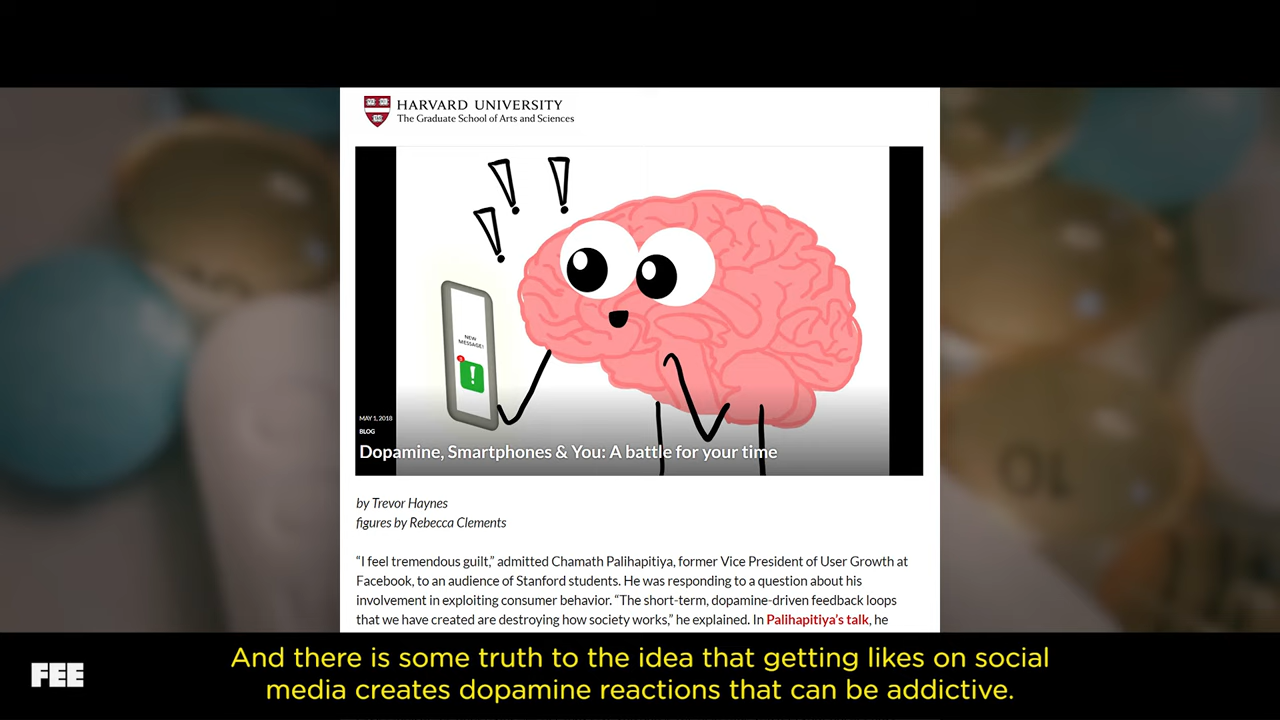 HARVARD UNIVERSITY
The Graduate School of Arts and Sciences
NEW
MESSAGE!
!
MAY 1, 2018
BLOG
Dopamine, Smartphones & You: A battle for your time
by Trevor Haynes
figures by Rebecca Clements
“I feel tremendous guilt,” admitted Chamath Palihapitiya, former Vice President of User Growth at
Facebook, to an audience of Stanford students. He was responding to a question about his
involvement in exploiting consumer behavior. “The short-term, dopamine-driven feedback loops
that we have created are destroying how society works,” he explained. In Palihapitiya’s talk, he
10
FEE
And there is some truth to the idea that getting likes on social
media creates dopamine reactions that can be addictive.